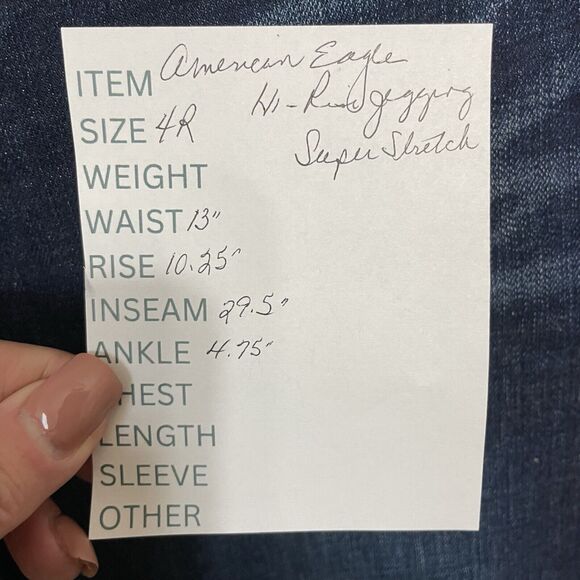 ITEM American Eagle
Hi-Rise Jegging
SIZE 4R
Super Stretch
WEIGHT
WAIST 13"
RISE 10.25"
INSEAM 29.5"
ANKLE 4.75"
CHEST
LENGTH
SLEEVE
OTHER